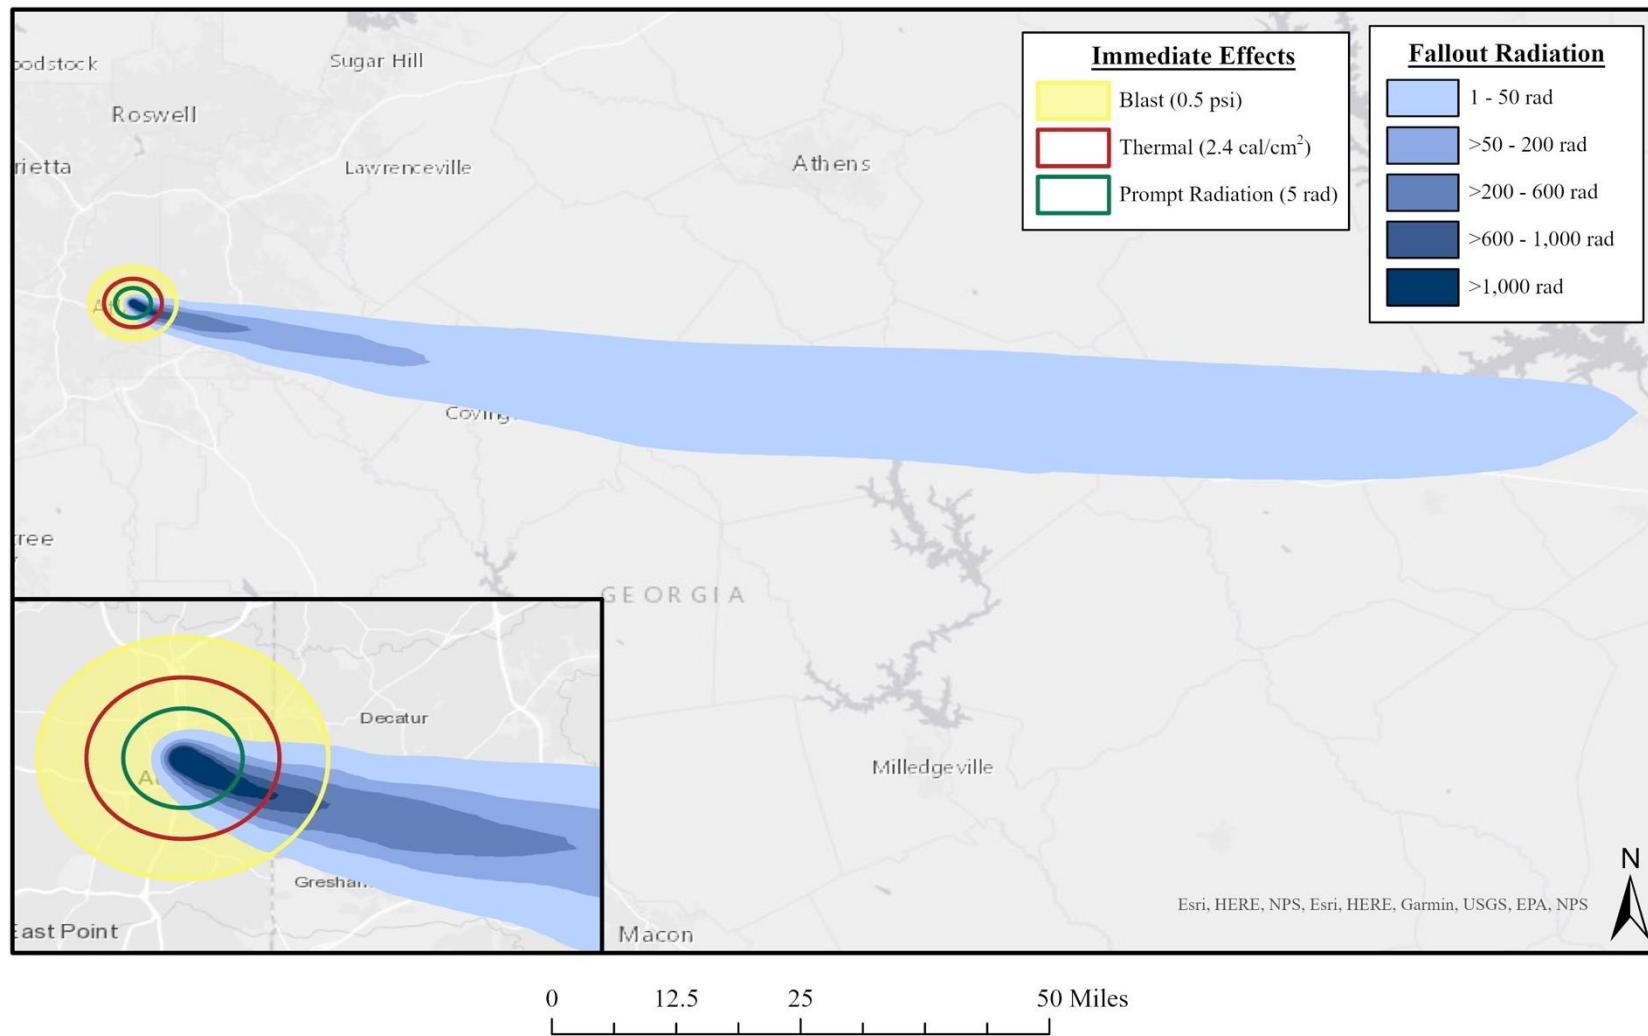 oodstock
Sugar Hill
Roswell
rietta
Lawrenceville
Athens
Immediate Effects
Blast (0.5 psi)
Thermal (2.4 cal/cm²)
Prompt Radiation (5 rad)
Fallout Radiation
1 - 50 rad
>50 - 200 rad
>200 - 600 rad
>600 - 1,000 rad
>1,000 rad
tree
GEORGIA
Decatur
East Point
Milledgeville
Macon
N
Esri, HERE, NPS, Esri, HERE, Garmin, USGS, EPA, NPS
0 12.5 25 50 Miles